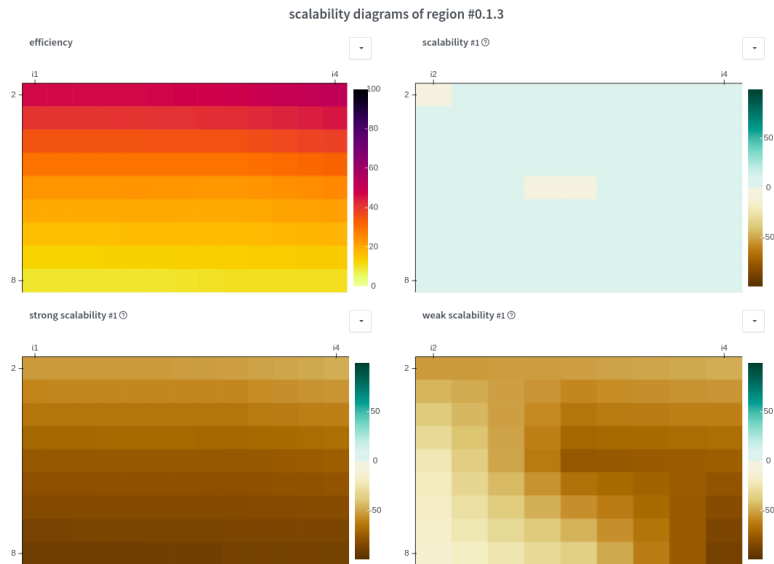 scalability diagrams of region #0.1.3
efficiency
i1 i4
2
8
100
80
60
40
20
0
scalability #1
i2 i4
2
8
50
0
-50
strong scalability #1
i1 i4
2
8
50
0
-50
weak scalability #1
i2 i4
2
8
50
0
-50